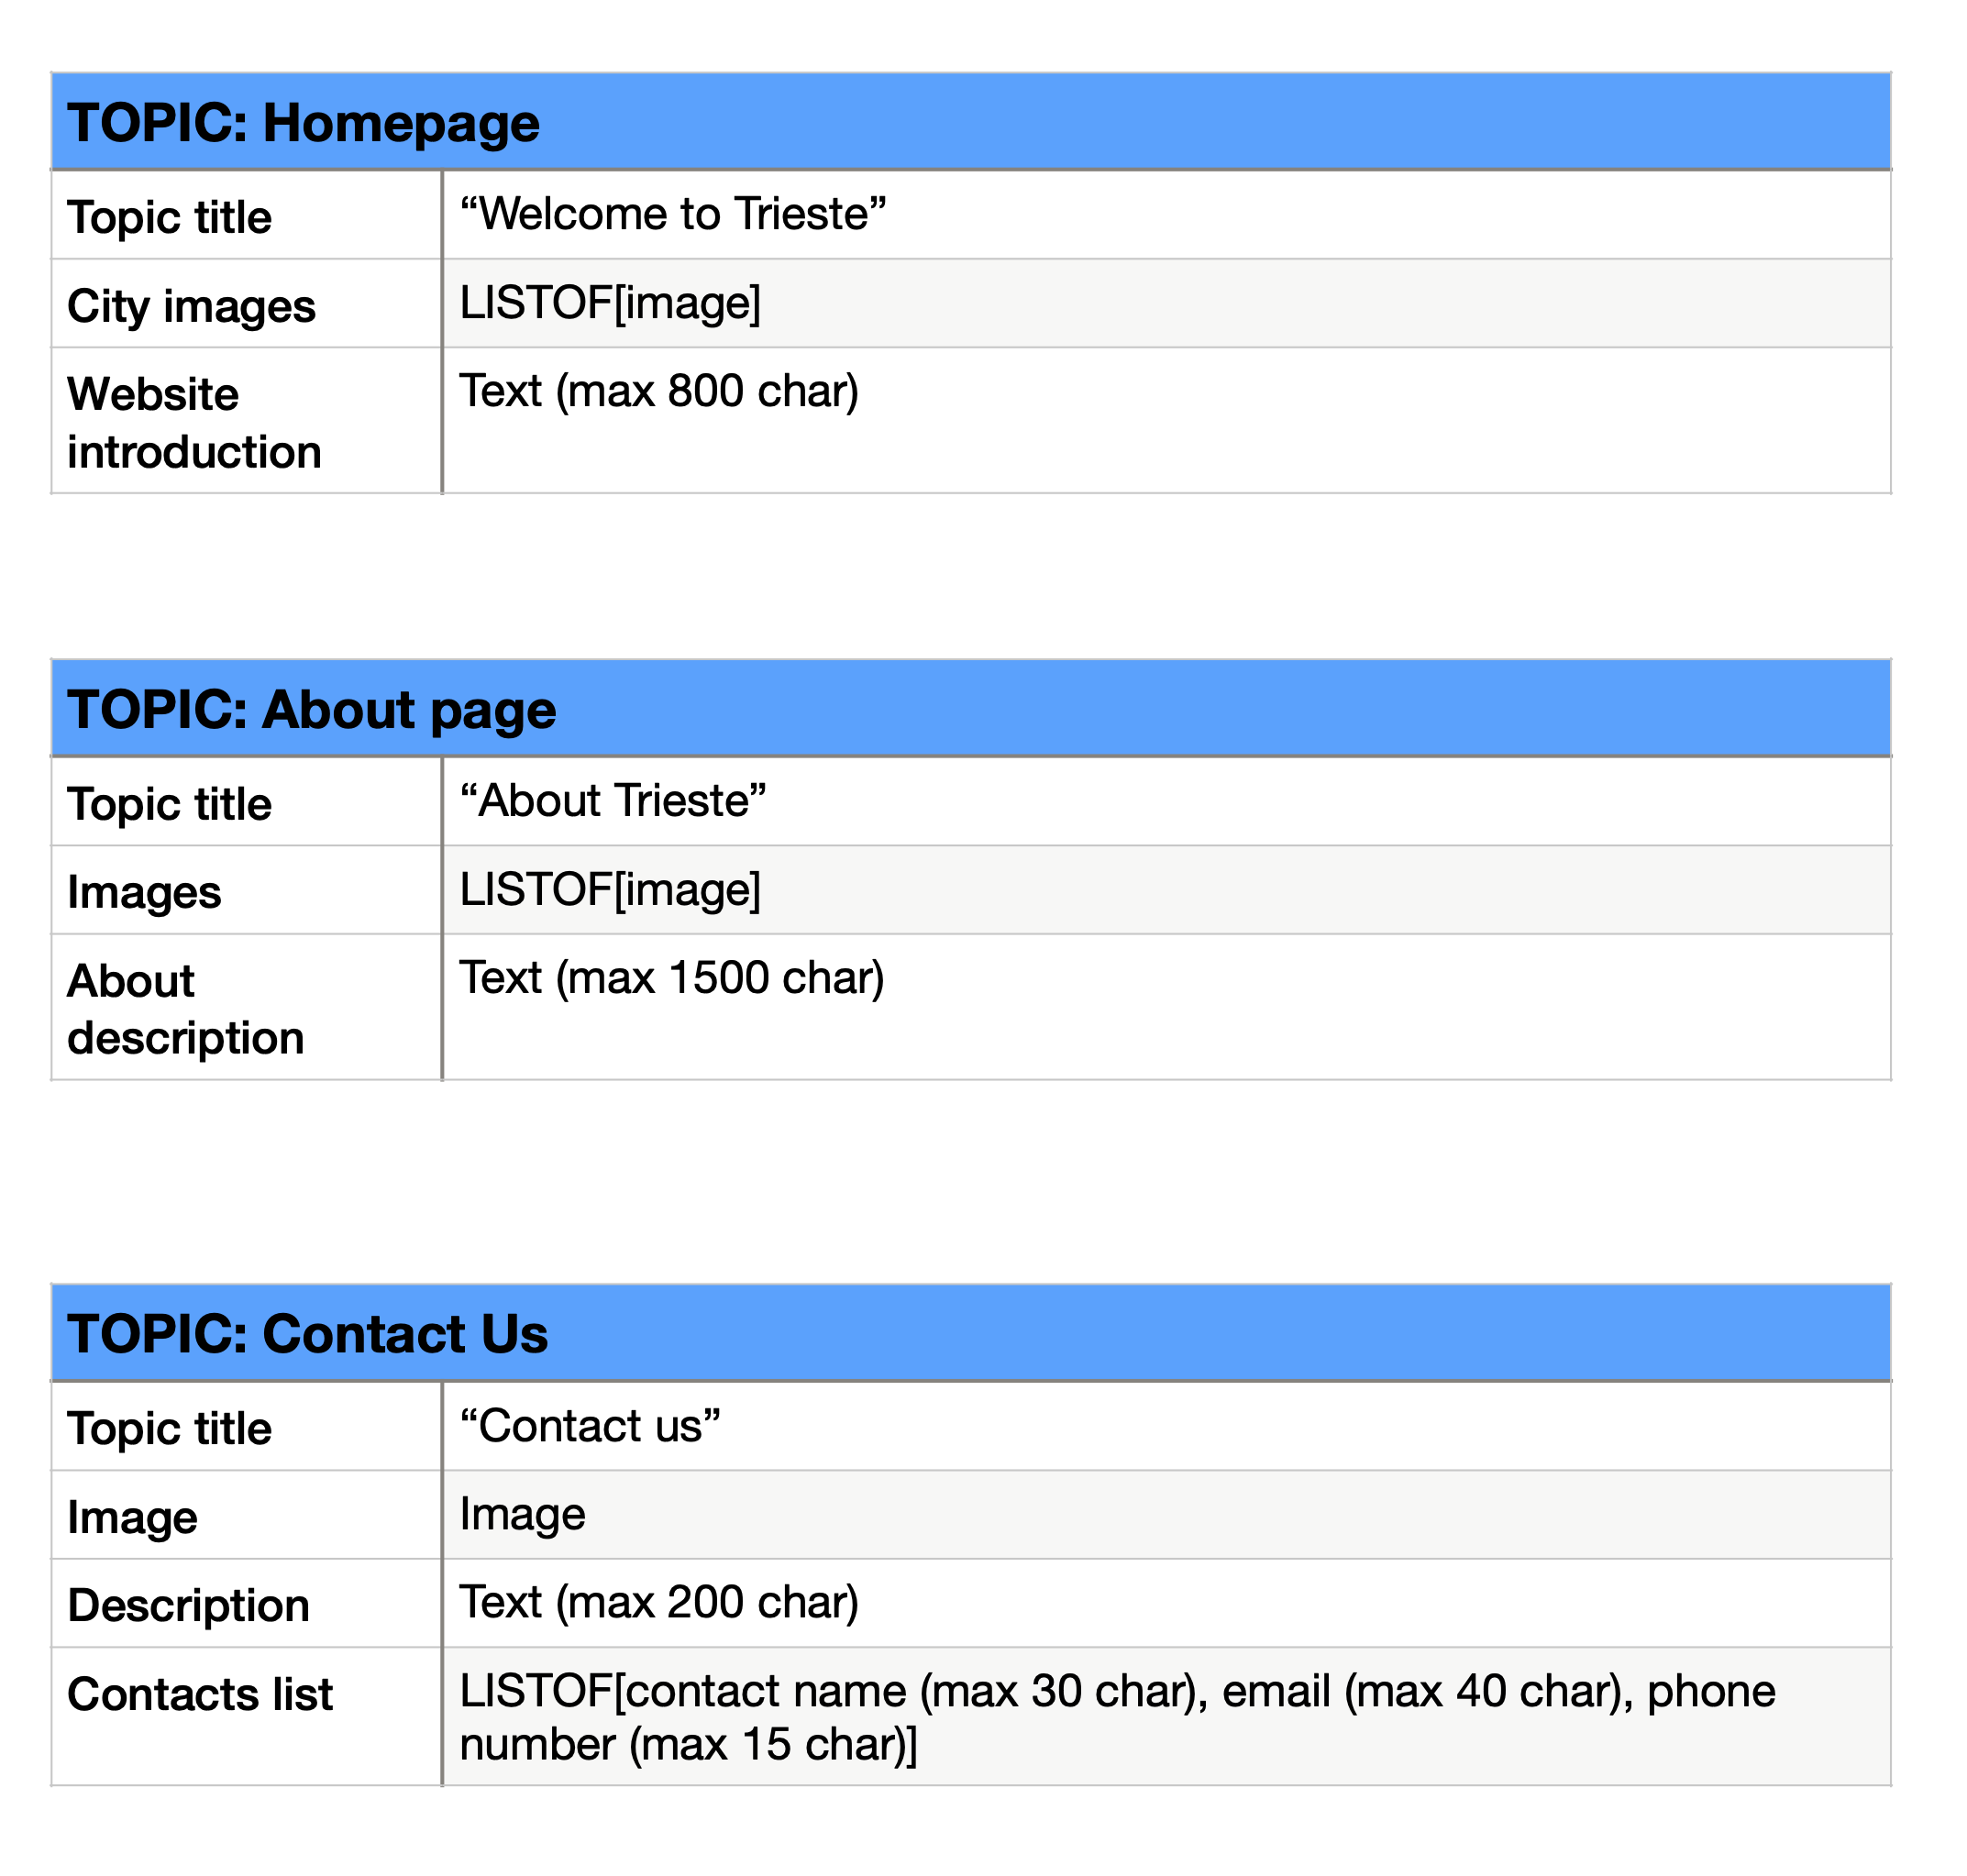 TOPIC: Homepage
Topic title
“Welcome to Trieste”
City images
LISTOF[image]
Website
introduction
Text (max 800 char)
TOPIC: About page
Topic title
“About Trieste”
Images
LISTOF[image]
About
description
Text (max 1500 char)
TOPIC: Contact Us
Topic title
“Contact us”
Image
Image
Description
Text (max 200 char)
Contacts list
LISTOF[contact name (max 30 char), email (max 40 char), phone
number (max 15 char)]